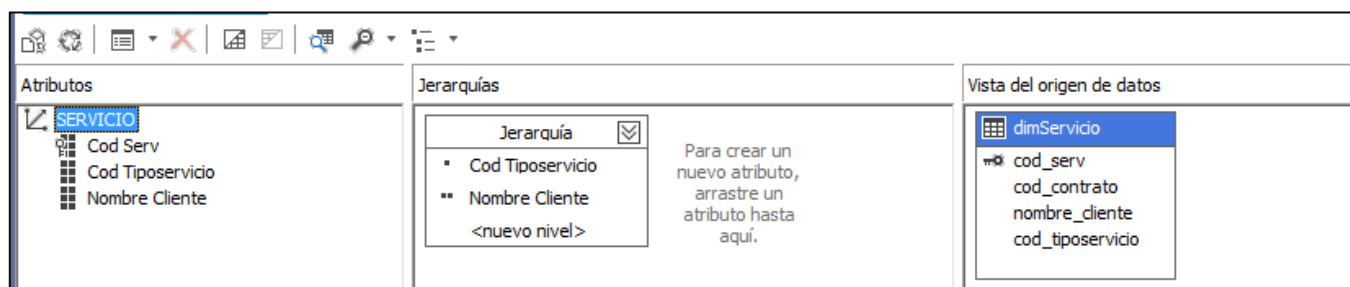 Atributos
SERVICIO
Cod Serv
Cod Tiposervicio
Nombre Cliente
Jerarquías
Jerarquía
Cod Tiposervicio
Nombre Cliente
<nuevo nivel>
Para crear un
nuevo atributo,
arrastre un
atributo hasta
aquí.
Vista del origen de datos
dimServicio
cod_serv
cod_contrato
nombre_cliente
cod_tiposervicio